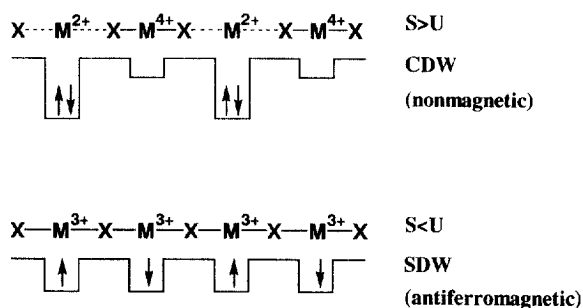 X-----M2+-----X—M4+—X-----M2+-----X—M4+—X S>U
CDW
(nonmagnetic)
X—M3+—X—M3+—X—M3+—X—M3+—X S<U
SDW
(antiferromagnetic)